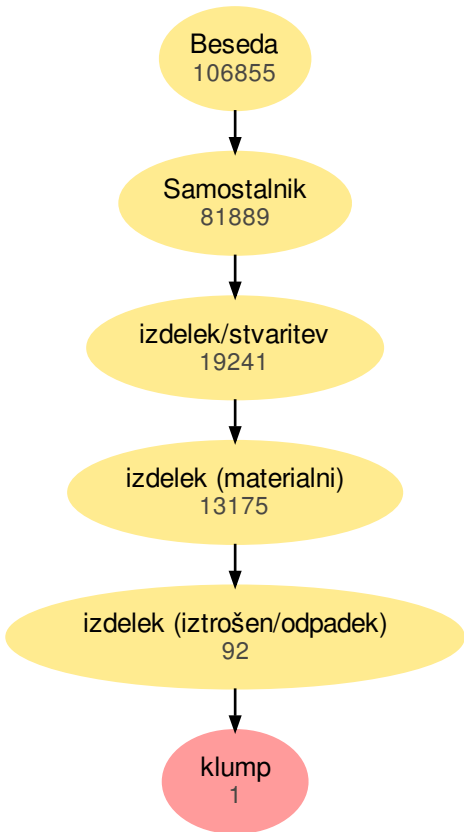 Beseda
106855
Samostalnik
81889
izdelek/stvaritev
19241
izdelek (materialni)
13175
izdelek (iztrošen/odpadek)
92
klump
1